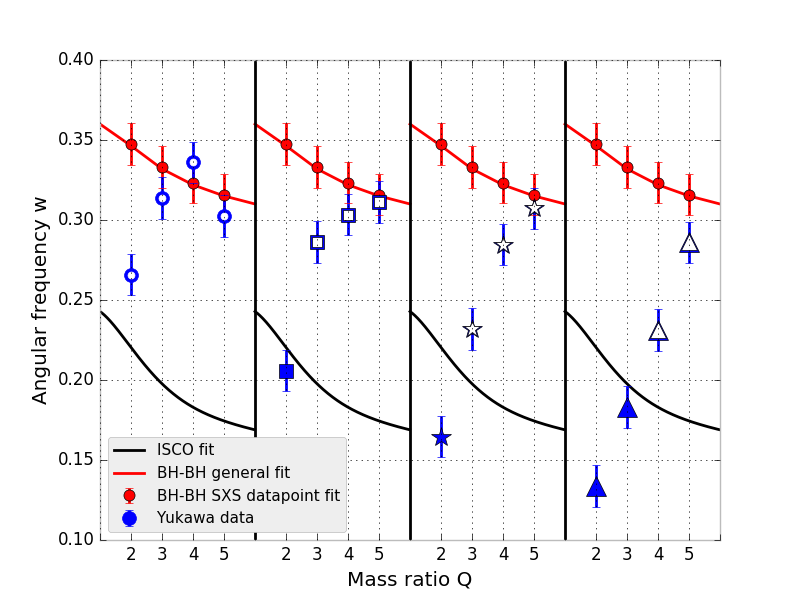 Angular frequency w
0.40
0.35
0.30
0.25
0.20
0.15
0.10
ISCO fit
BH-BH general fit
BH-BH SXS datapoint fit
Yukawa data
2 3 4 5 2 3 4 5 2 3 4 5 2 3 4 5
Mass ratio Q